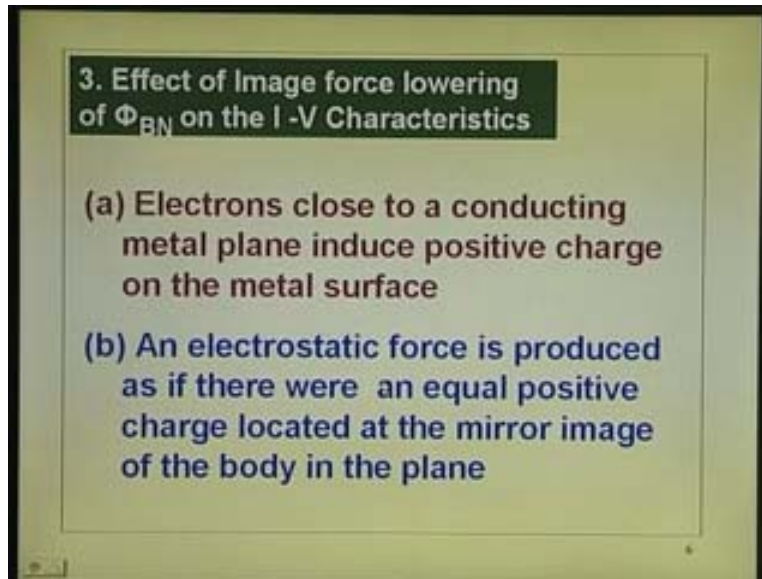 3. Effect of Image force lowering
of ΦBN on the I -V Characteristics
(a) Electrons close to a conducting
metal plane induce positive charge
on the metal surface
(b) An electrostatic force is produced
as if there were an equal positive
charge located at the mirror image
of the body in the plane
6